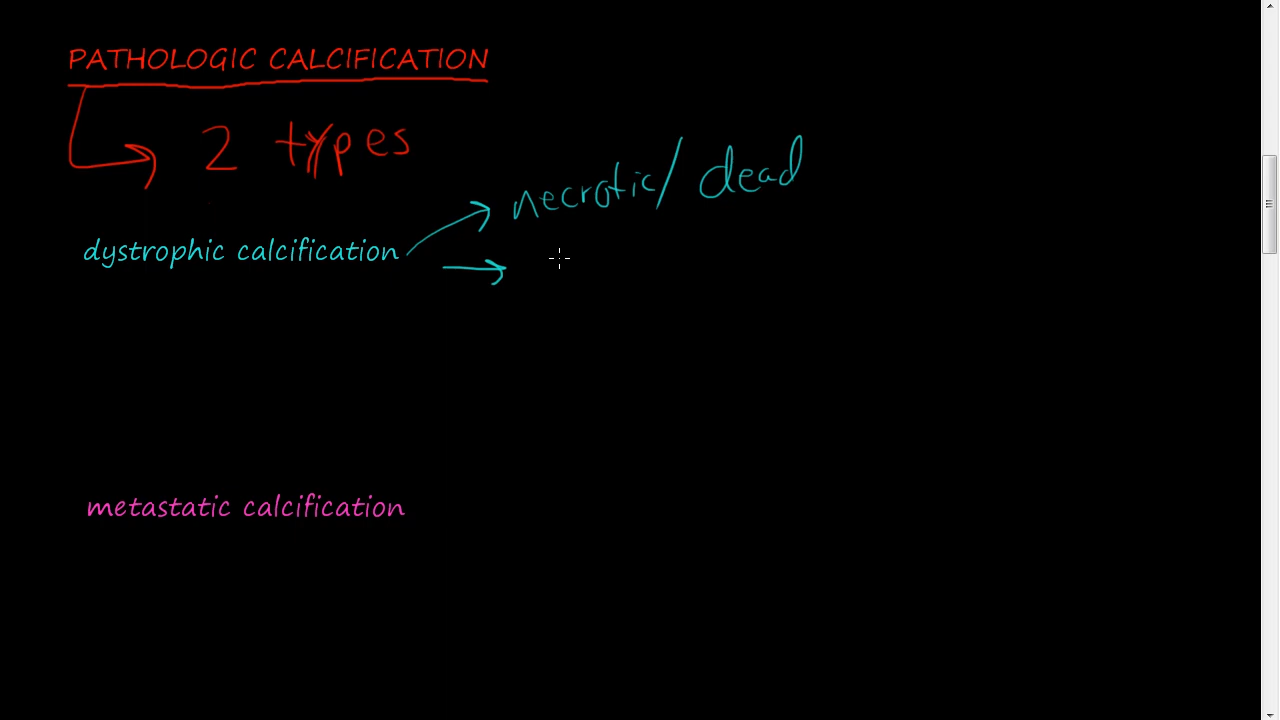 PATHOLOGIC CALCIFICATION
2 types
necrotic/ dead
dystrophic calcification
metastatic calcification